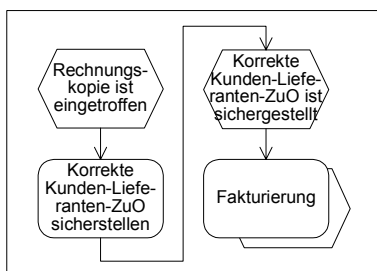 Rechnungs-
kopie ist
eingetroffen
Korrekte
Kunden-Liefe-
ranten-ZuO
sicherstellen
Korrekte
Kunden-Liefe-
ranten-ZuO ist
sichergestellt
Fakturierung